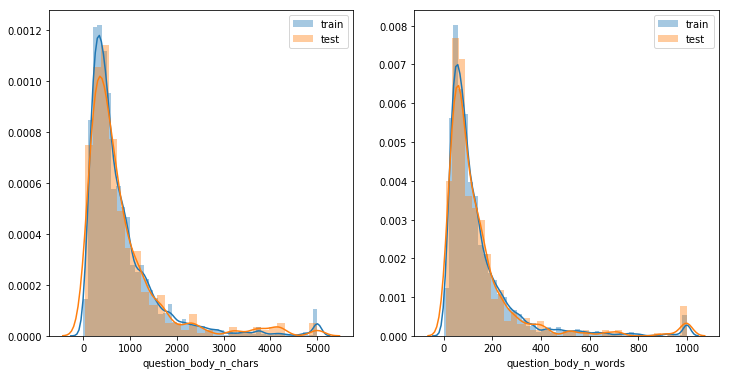 train
test
0.0012
0.0010
0.0008
0.0006
0.0004
0.0002
0.0000
0 1000 2000 3000 4000 5000
question_body_n_chars
train
test
0.008
0.007
0.006
0.005
0.004
0.003
0.002
0.001
0.000
0 200 400 600 800 1000
question_body_n_words